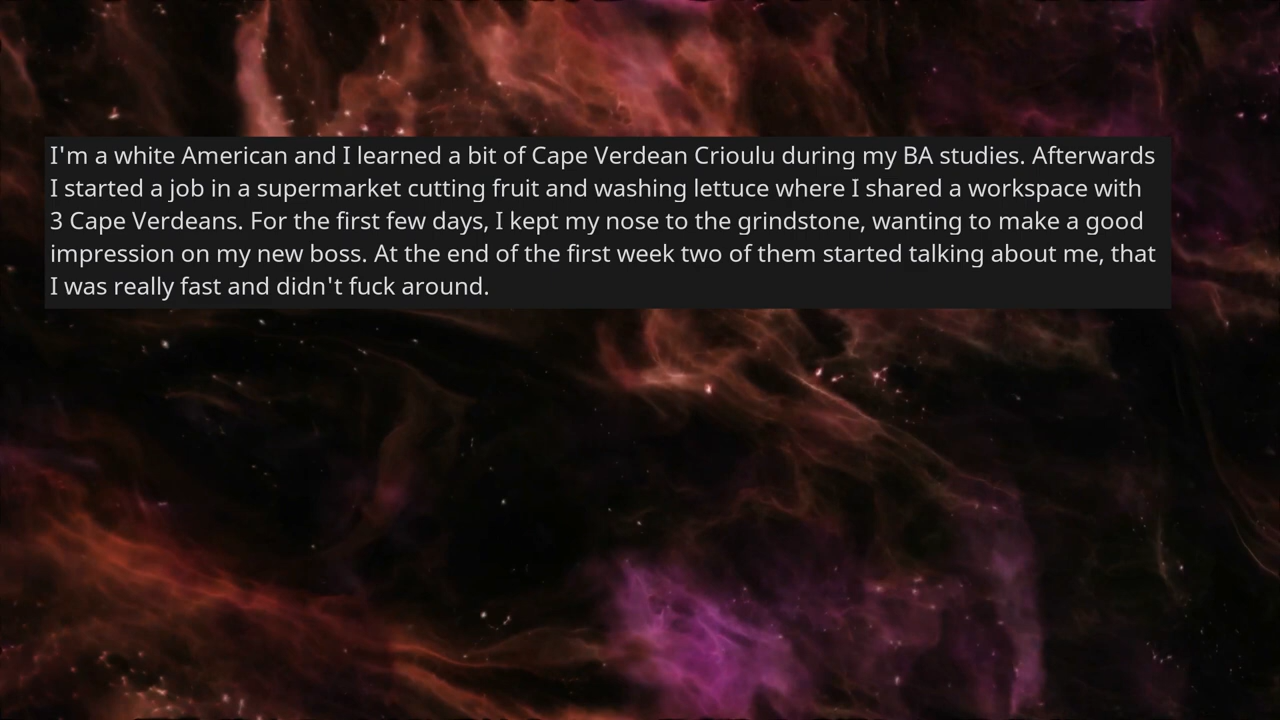 I'm a white American and I learned a bit of Cape Verdean Crioulu during my BA studies. Afterwards
I started a job in a supermarket cutting fruit and washing lettuce where I shared a workspace with
3 Cape Verdeans. For the first few days, I kept my nose to the grindstone, wanting to make a good
impression on my new boss. At the end of the first week two of them started talking about me, that
I was really fast and didn't fuck around.